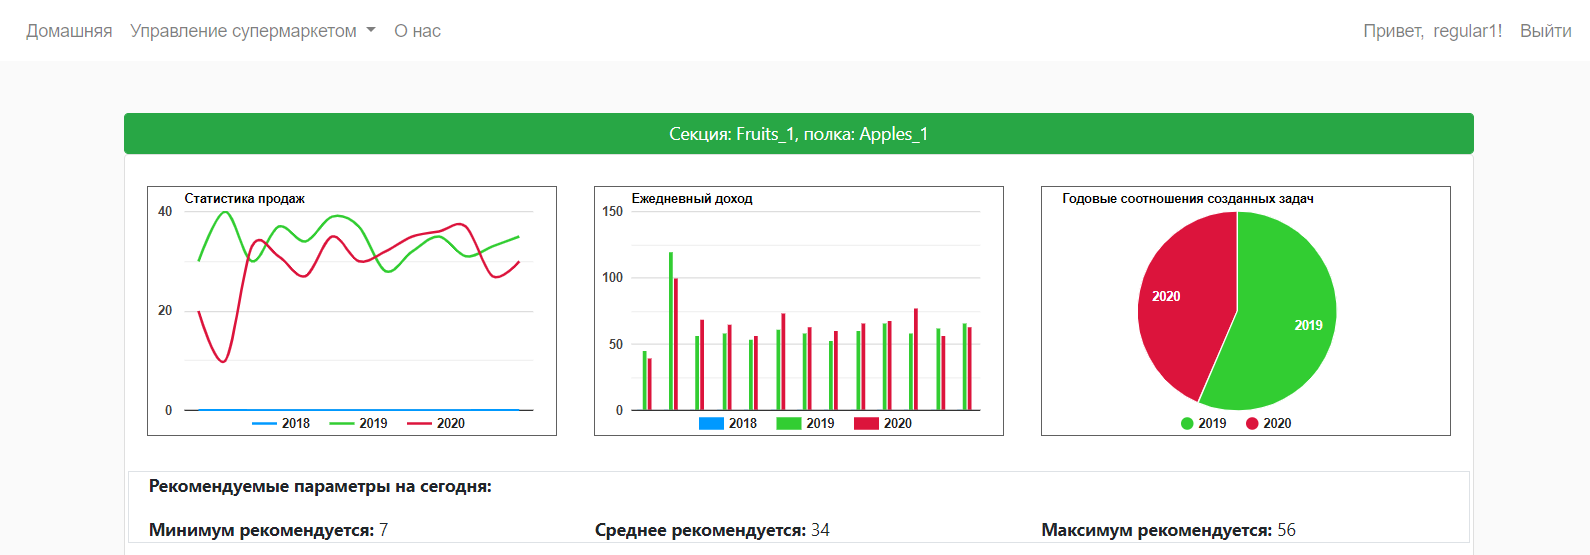 Домашняя Управление супермаркетом О нас Привет, regular1! Выйти
Секция: Fruits_1, полка: Apples_1
Статистика продаж
40
20
0
2018 2019 2020
Ежедневный доход
150
100
50
0
2018 2019 2020
Годовые соотношения созданных задач
2020
2019
2019 2020
Рекомендуемые параметры на сегодня:
Минимум рекомендуется: 7 Среднее рекомендуется: 34 Максимум рекомендуется: 56